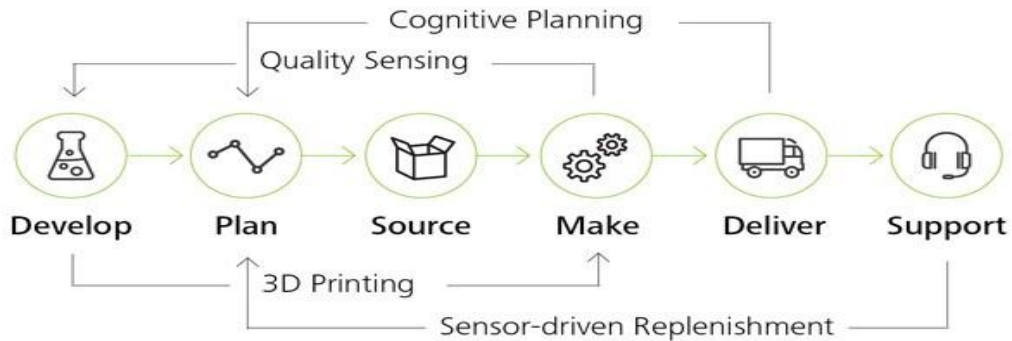 Cognitive Planning
Quality Sensing
Develop Plan Source Make Deliver Support
3D Printing
Sensor-driven Replenishment